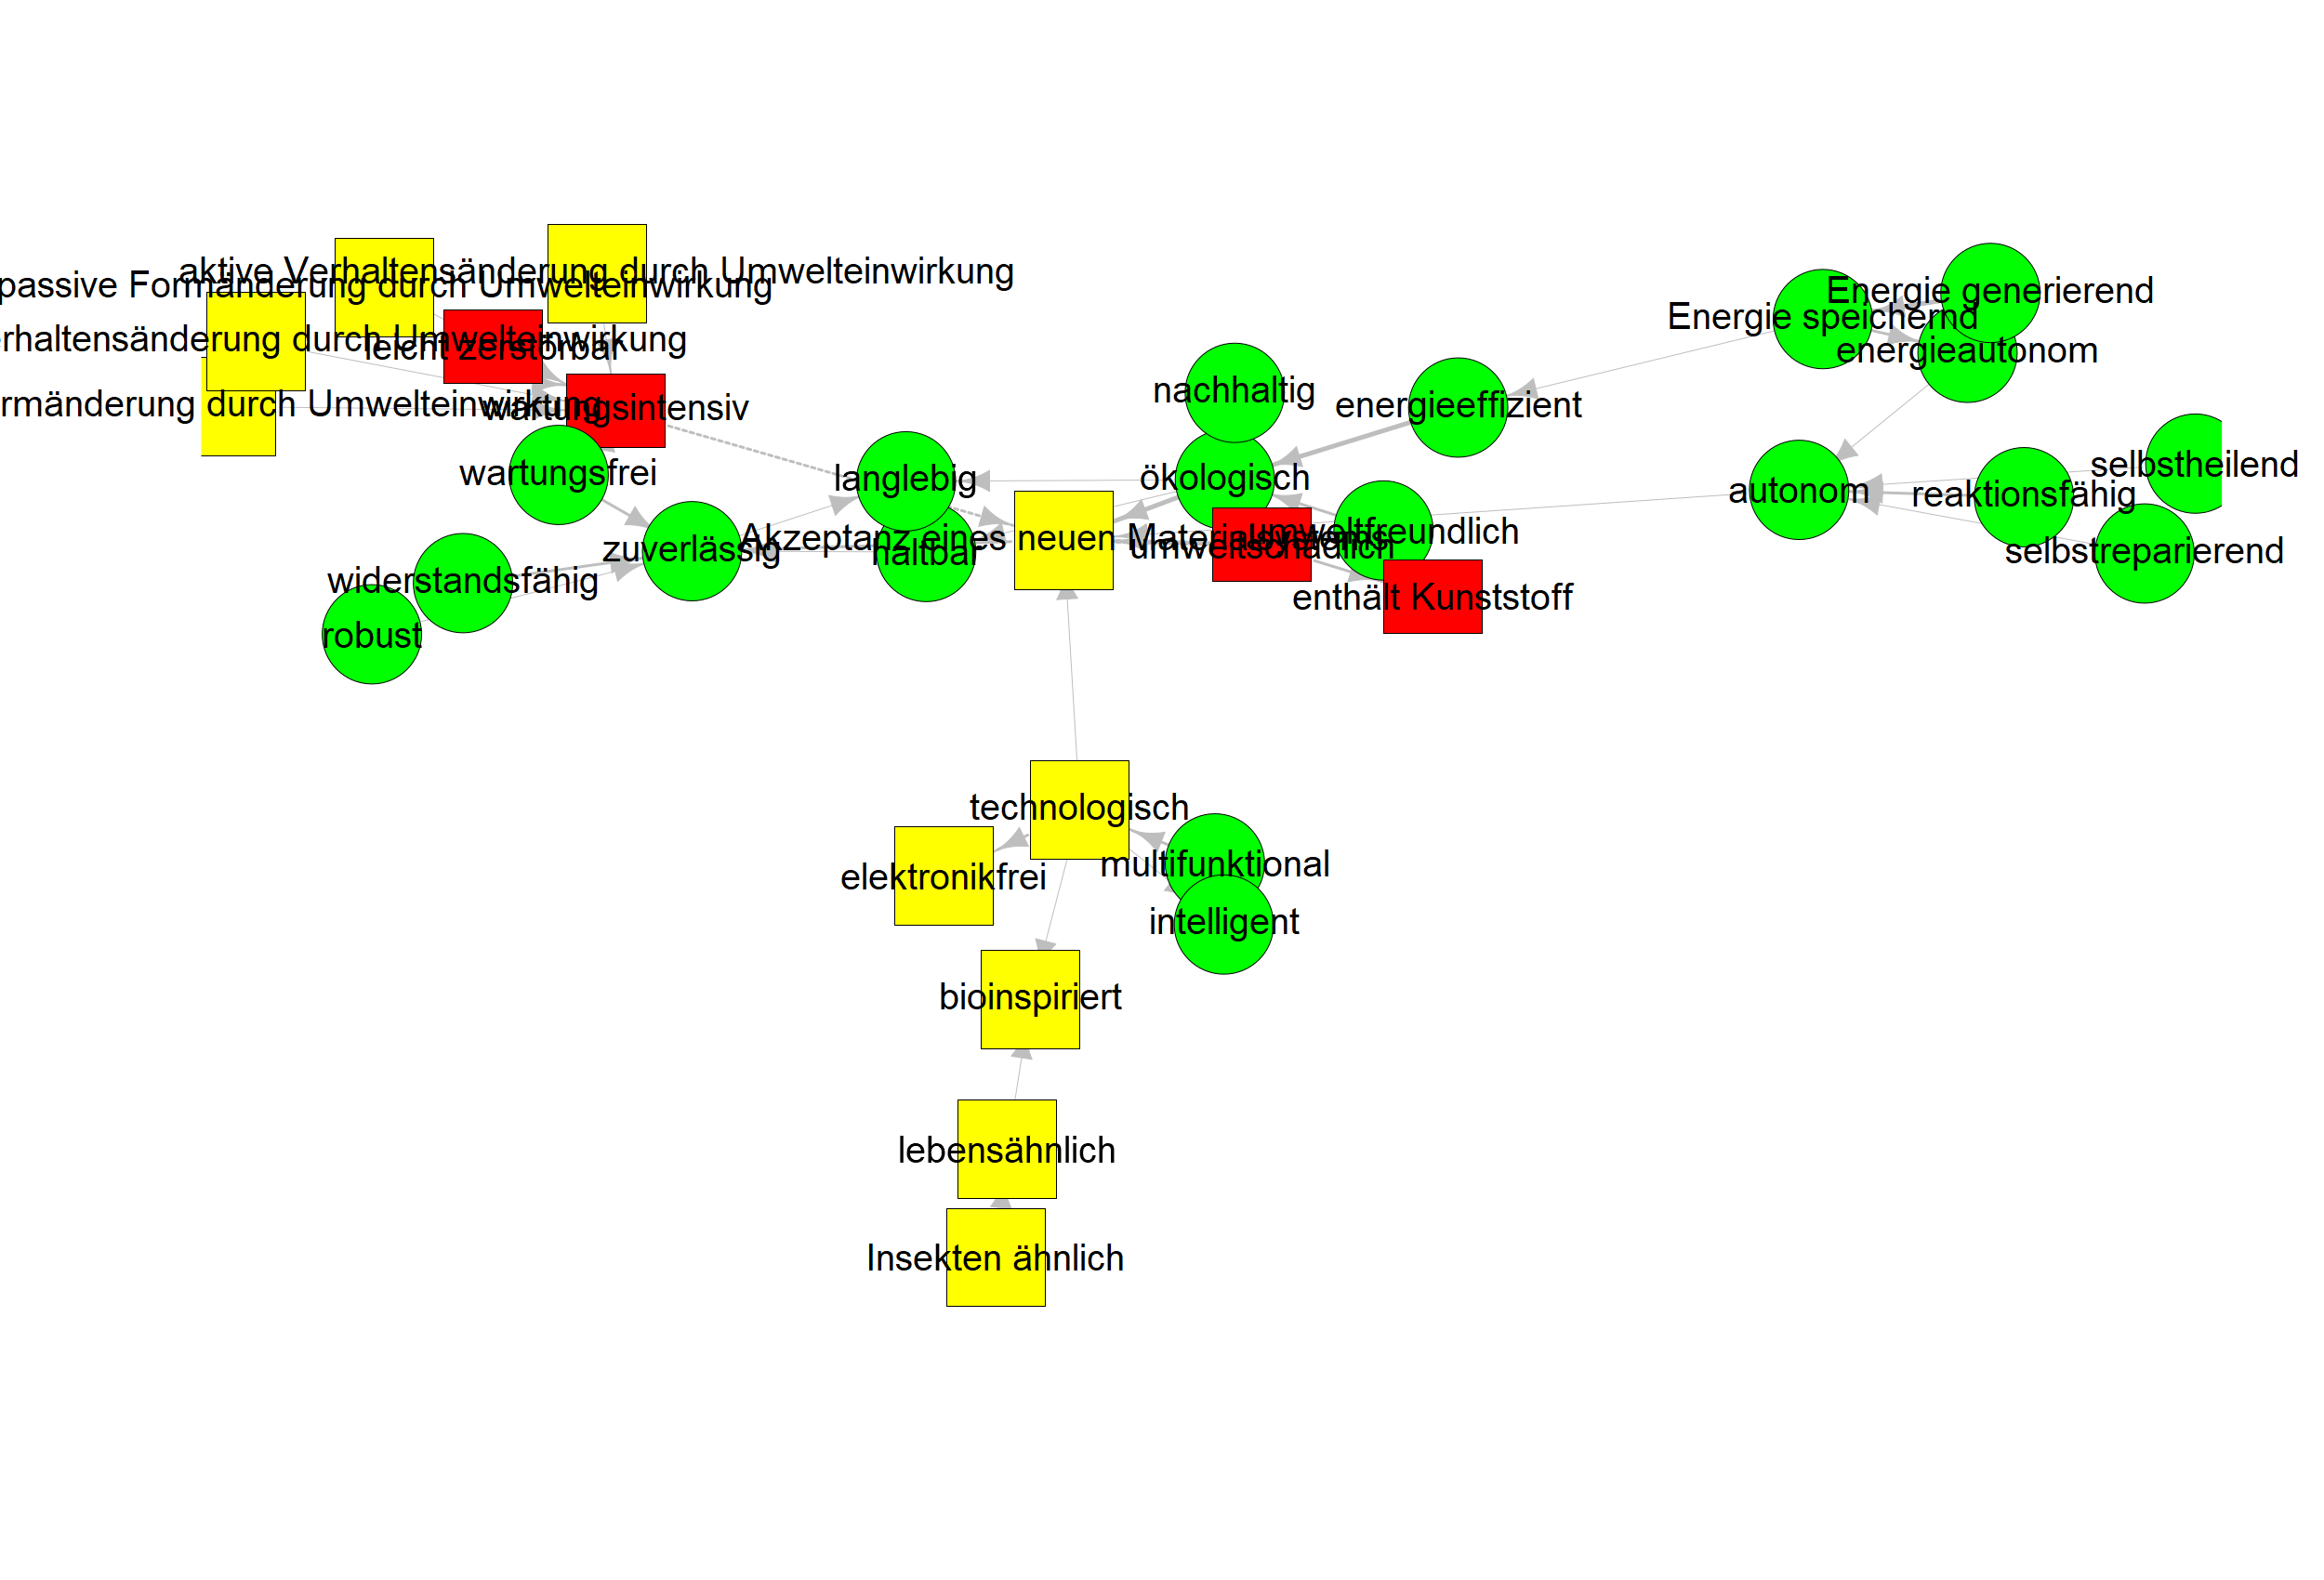 aktive Verhaltensänderung durch Umwelteinwirkung
passive Formänderung durch Umwelteinwirkung
Energie generierend
Energie speichernd
rhaltensänderung durch Umwelteinwirkung
leicht zerstörbar
energieautonom
nachhaltig
energieeffizient
rmänderung durch Umwelteinwirkung
wartungsintensiv
wartungsfrei
langlebig
ökologisch
autonom
reaktionsfähig
selbstheilend
zuverlässig
haltbar
Akzeptanz eines neuen Materialsystems
umweltschädlich
umweltfreundlich
selbstreparierend
widerstandsfähig
enthält Kunststoff
robust
technologisch
multifunktional
elektronikfrei
intelligent
bioinspiriert
lebensähnlich
Insekten ähnlich